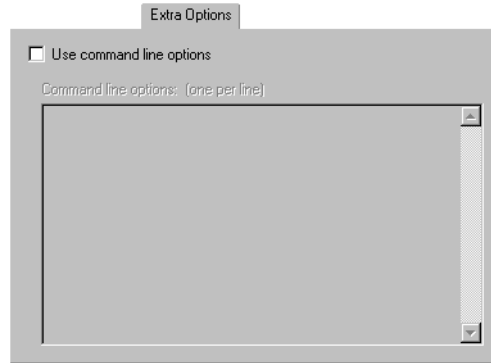 Extra Options
Use command line options
Command line options:  (one per line)